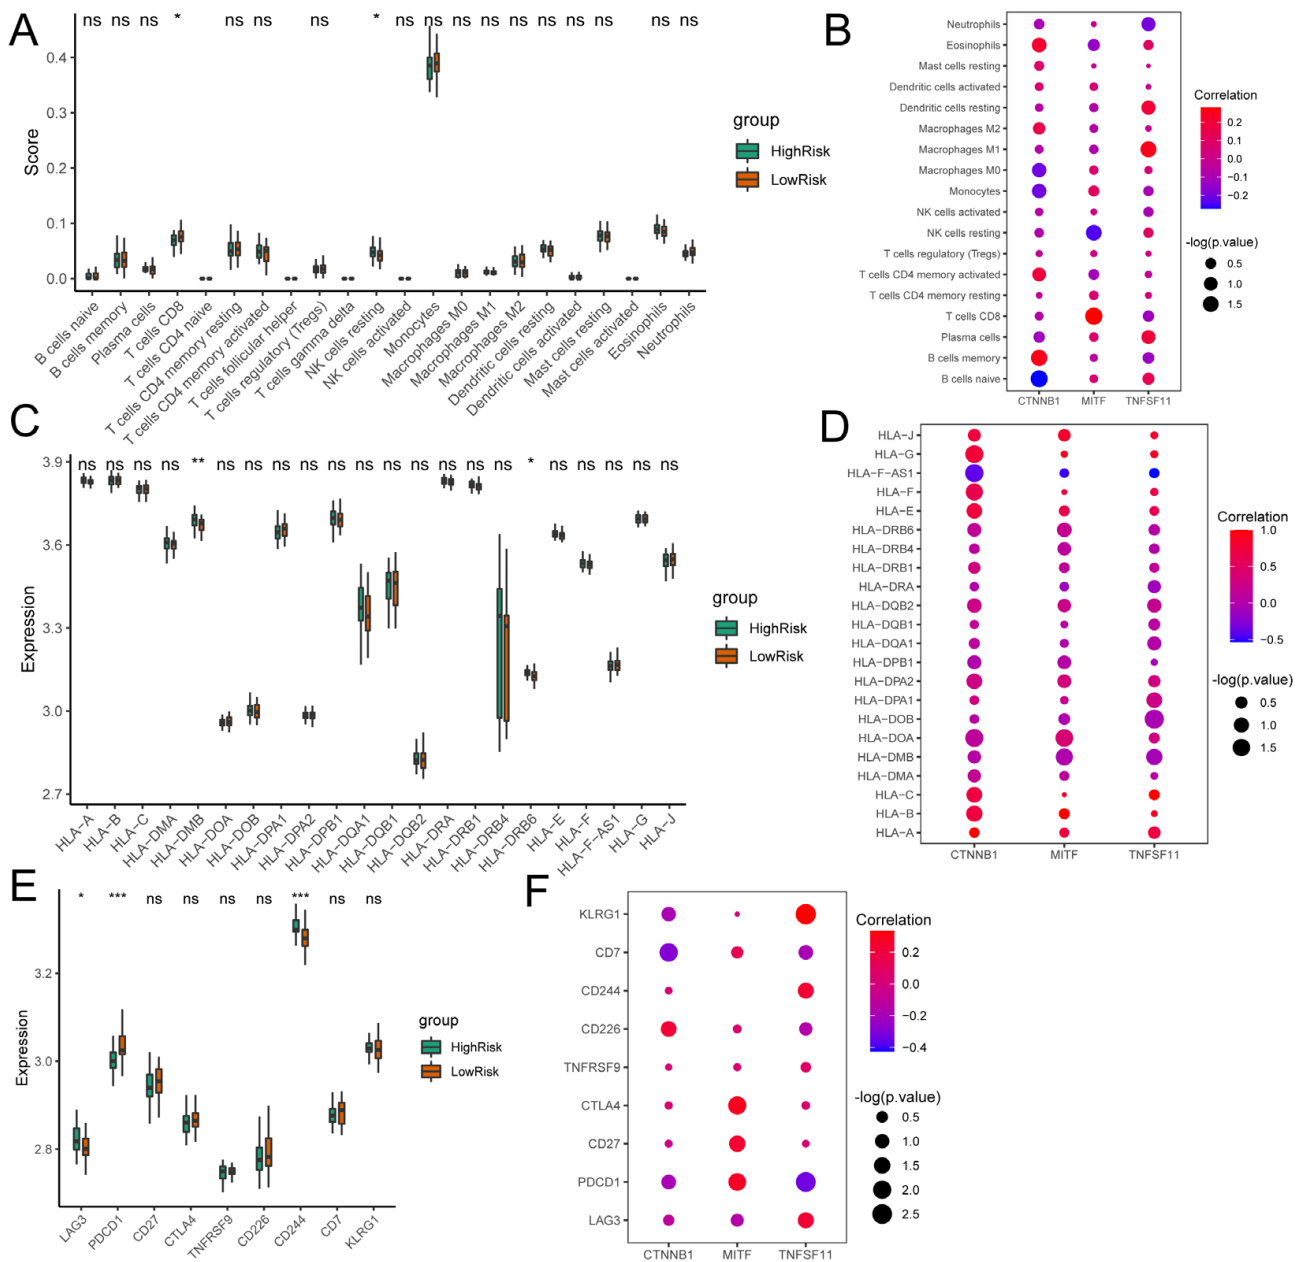 A
ns ns ns * ns ns ns ns * ns ns ns ns ns ns ns ns ns
Score
0.4
0.3
0.2
0.1
0.0
B cells naive
B cells memory
Plasma cells
T cells CD8
T cells CD4 naive
T cells CD4 memory resting
T cells CD4 memory activated
T cells follicular helper
T cells regulatory (Tregs)
T cells gamma delta
NK cells resting
NK cells activated
Monocytes
Macrophages M0
Macrophages M1
Macrophages M2
Dendritic cells resting
Dendritic cells activated
Mast cells resting
Mast cells activated
Eosinophils
Neutrophils
group
HighRisk
LowRisk
B
Neutrophils
Eosinophils
Mast cells resting
Dendritic cells activated
Dendritic cells resting
Macrophages M2
Macrophages M1
Macrophages M0
Monocytes
NK cells activated
NK cells resting
T cells regulatory (Tregs)
T cells CD4 memory activated
T cells CD4 memory resting
T cells CD8
Plasma cells
B cells memory
B cells naive
CTNNB1 MITF TNFSF11
Correlation
0.2
0.1
0.0
−0.1
−0.2
-log(p.value)
0.5
1.0
1.5
C
ns ns ns ns ** ns ns ns ns ns ns ns ns ns ns ns * ns ns ns ns ns
Expression
3.9
3.6
3.3
3.0
2.7
HLA−A
HLA−B
HLA−C
HLA−DMA
HLA−DMB
HLA−DOA
HLA−DOB
HLA−DPA1
HLA−DPA2
HLA−DPB1
HLA−DQA1
HLA−DQB1
HLA−DQB2
HLA−DRA
HLA−DRB1
HLA−DRB4
HLA−DRB6
HLA−E
HLA−F
HLA−F−AS1
HLA−G
HLA−J
group
HighRisk
LowRisk
D
HLA−J
HLA−G
HLA−F−AS1
HLA−F
HLA−E
HLA−DRB6
HLA−DRB4
HLA−DRB1
HLA−DRA
HLA−DQB2
HLA−DQB1
HLA−DQA1
HLA−DPB1
HLA−DPA2
HLA−DPA1
HLA−DOB
HLA−DOA
HLA−DMB
HLA−DMA
HLA−C
HLA−B
HLA−A
CTNNB1 MITF TNFSF11
Correlation
1.0
0.5
0.0
−0.5
-log(p.value)
0.5
1.0
1.5
E
* *** ns ns ns ns *** ns ns
Expression
3.2
3.0
2.8
LAG3
PDCD1
CD27
CTLA4
TNFRSF9
CD226
CD244
CD7
KLRG1
group
HighRisk
LowRisk
F
KLRG1
CD7
CD244
CD226
TNFRSF9
CTLA4
CD27
PDCD1
LAG3
CTNNB1 MITF TNFSF11
Correlation
0.2
0.0
−0.2
−0.4
-log(p.value)
0.5
1.0
1.5
2.0
2.5